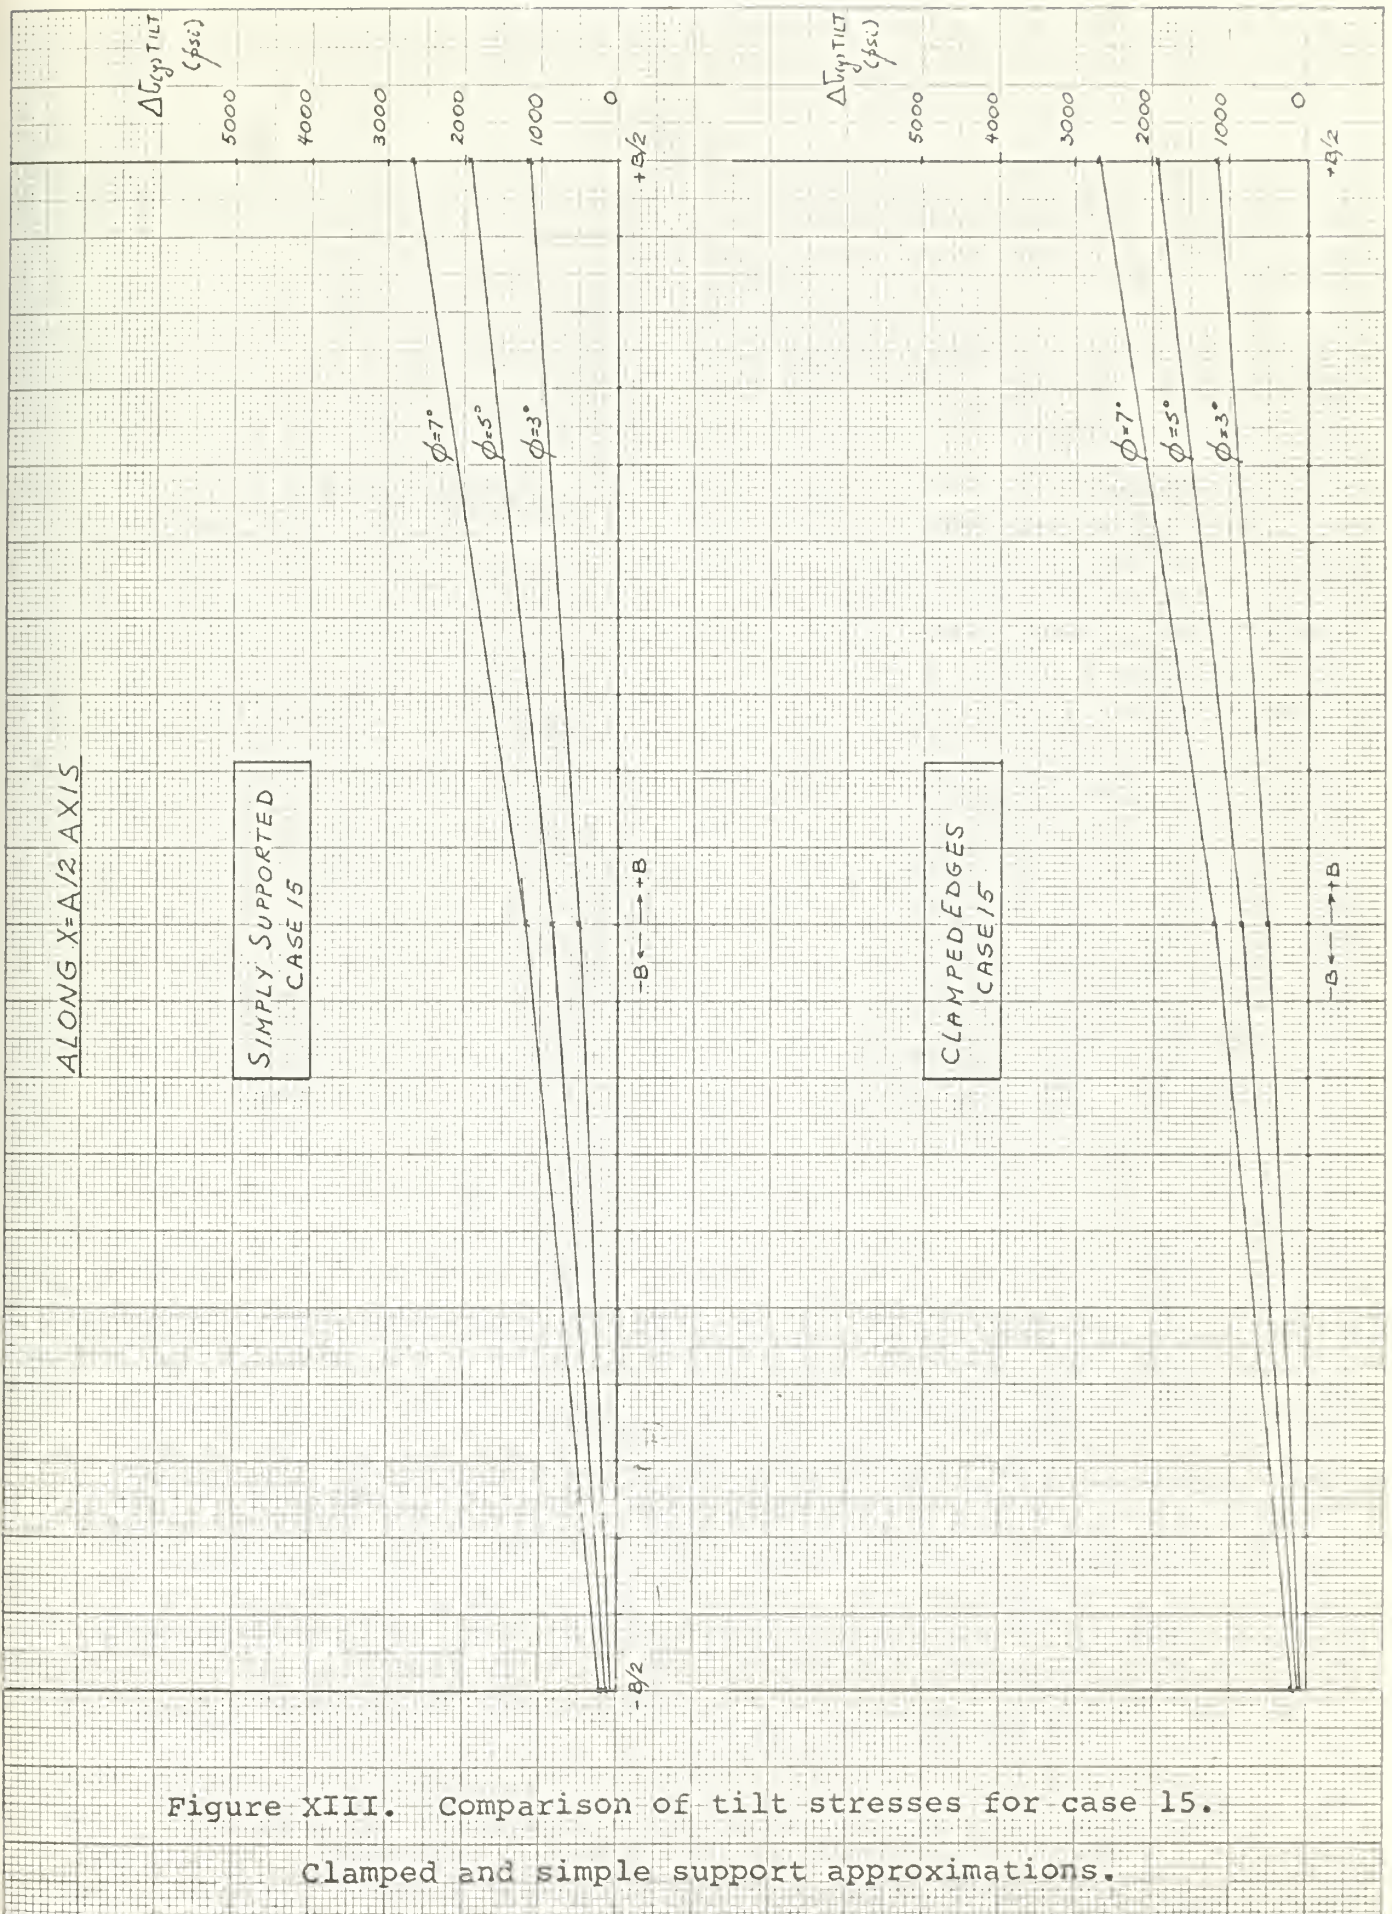 ALONG X=A/2 AXIS
SIMPLY SUPPORTED
CASE 15
Δσ(y) TILT
(psi)
5000
4000
3000
2000
1000
0
φ=7°
φ=5°
φ=3°
-B/2
-B ← → +B
+B/2
CLAMPED EDGES
CASE 15
Δσ(y) TILT
(psi)
5000
4000
3000
2000
1000
0
φ=7°
φ=5°
φ=3°
-B ← → +B
+B/2
Figure XIII. Comparison of tilt stresses for case 15.
Clamped and simple support approximations.